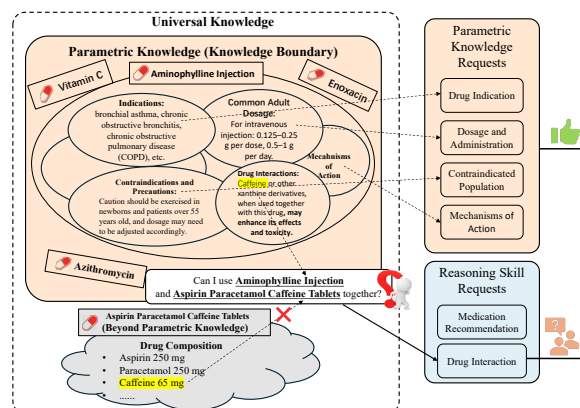 Universal Knowledge
Parametric Knowledge (Knowledge Boundary)
Vitamin C
Aminophylline Injection
Enoxacin
Indications:
bronchial asthma, chronic
obstructive bronchitis,
chronic obstructive
pulmonary disease
(COPD), etc.
Common Adult
Dosage:
For intravenous
injection: 0.125–0.25
g per dose, 0.5–1 g
per day.
Mecahnisms
of Action
Contraindications and
Precautions:
Caution should be exercised in
newborns and patients over 55
years old, and dosage may need
to be adjusted accordingly.
Drug Interactions:
Caffeine or other
xanthine derivatives,
when used together
with this drug, may
enhance its effects
and toxicity.
Azithromycin
Can I use Aminophylline Injection
and Aspirin Paracetamol Caffeine Tablets together?
Aspirin Paracetamol Caffeine Tablets
(Beyond Parametric Knowledge)
Drug Composition
• Aspirin 250 mg
• Paracetamol 250 mg
• Caffeine 65 mg
• ......
Parametric
Knowledge
Requests
Drug Indication
Dosage and
Administration
Contraindicated
Population
Mechanisms of
Action
Reasoning Skill
Requests
Medication
Recommendation
Drug Interaction